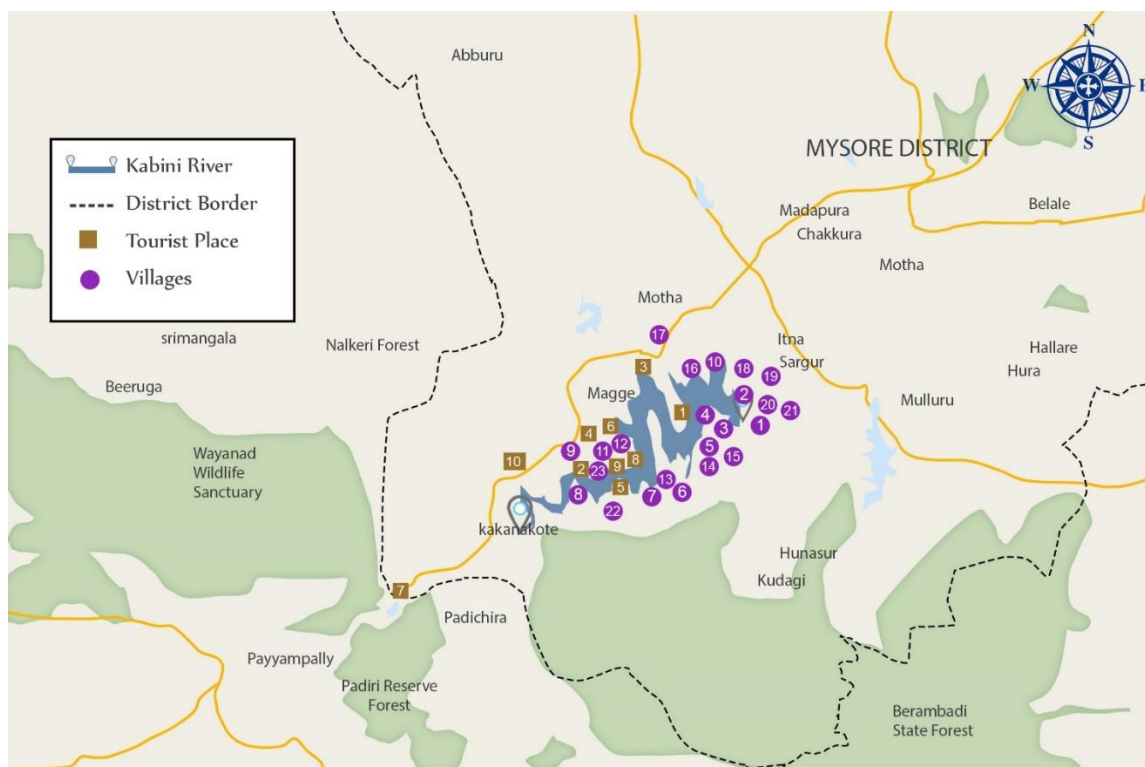 Abburu
N
W
E
S
MYSORE DISTRICT
Kabini River
District Border
Tourist Place
Villages
Belale
Madapura
Chakkura
Motha
Motha
17
srimangala
Nalkeri Forest
Itna
Sargur
Hallare
Hura
3
16
10
18
19
Beeruga
Magge
2
20
21
Mulluru
1
4
3
1
6
4
12
5
15
9
11
14
Wayanad
Wildlife
Sanctuary
10
2
23
9
8
13
6
7
8
5
22
kakanakote
Hunasur
Kudagi
7
Padichira
Payyampally
Padiri Reserve
Forest
Berambadi
State Forest